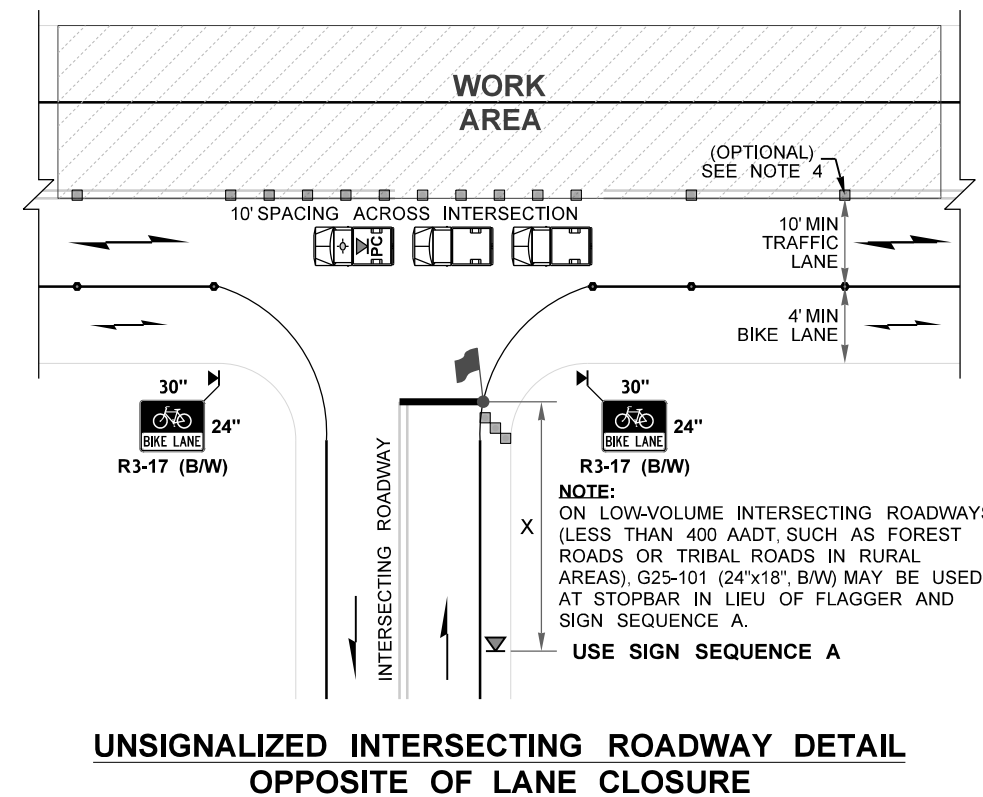 WORK
AREA
(OPTIONAL)
SEE NOTE 4
10' SPACING ACROSS INTERSECTION
PC
10' MIN
TRAFFIC
LANE
4' MIN
BIKE LANE
30"
24"
BIKE LANE
R3-17 (B/W)
30"
24"
BIKE LANE
R3-17 (B/W)
INTERSECTING ROADWAY
X
NOTE:
ON LOW-VOLUME INTERSECTING ROADWAYS
(LESS THAN 400 AADT, SUCH AS FOREST
ROADS OR TRIBAL ROADS IN RURAL
AREAS), G25-101 (24"x18", B/W) MAY BE USED
AT STOPBAR IN LIEU OF FLAGGER AND
SIGN SEQUENCE A.
USE SIGN SEQUENCE A
UNSIGNALIZED INTERSECTING ROADWAY DETAIL
OPPOSITE OF LANE CLOSURE